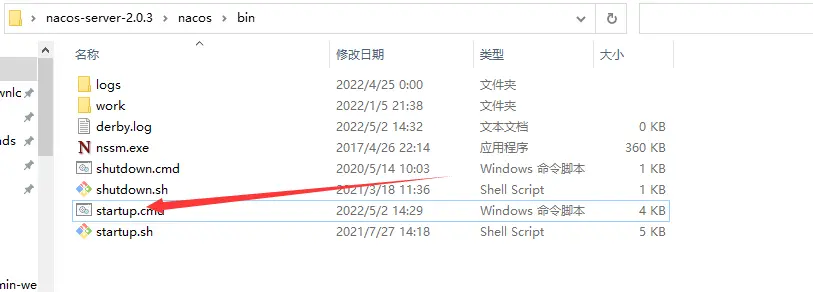 nacos-server-2.0.3 > nacos > bin
名称 修改日期 类型 大小
logs 2022/4/25 0:00 文件夹
wnlc
work 2022/1/5 21:38 文件夹
derby.log 2022/5/2 14:32 文本文档 0 KB
ads
nssm.exe 2017/4/26 22:14 应用程序 360 KB
shutdown.cmd 2020/5/14 10:03 Windows 命令脚本 1 KB
shutdown.sh 2021/3/18 11:36 Shell Script 1 KB
startup.cmd 2022/5/2 14:29 Windows 命令脚本 4 KB
startup.sh 2021/7/27 14:18 Shell Script 5 KB
min-we